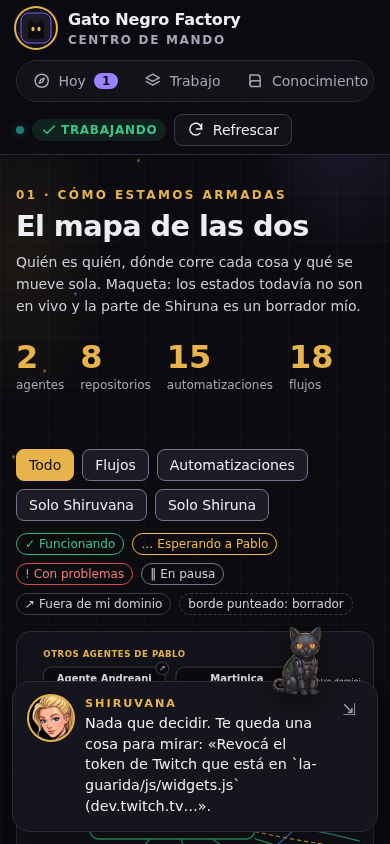 Gato Negro Factory
CENTRO DE MANDO
Hoy 1 Trabajo Conocimiento
✓ TRABAJANDO Refrescar
01 · CÓMO ESTAMOS ARMADAS
El mapa de las dos
Quién es quién, dónde corre cada cosa y qué se
mueve sola. Maqueta: los estados todavía no son
en vivo y la parte de Shiruna es un borrador mío.
2 8 15 18
agentes repositorios automatizaciones flujos
Todo Flujos Automatizaciones
Solo Shiruvana Solo Shiruna
✓ Funcionando … Esperando a Pablo
! Con problemas ‖ En pausa
↗ Fuera de mi dominio borde punteado: borrador
OTROS AGENTES DE PABLO
Agente Andreani ↗ Martinica
SHIRUVANA
Nada que decidir. Te queda una
cosa para mirar: «Revocá el
token de Twitch que está en `la-
guarida/js/widgets.js`
(dev.twitch.tv…».